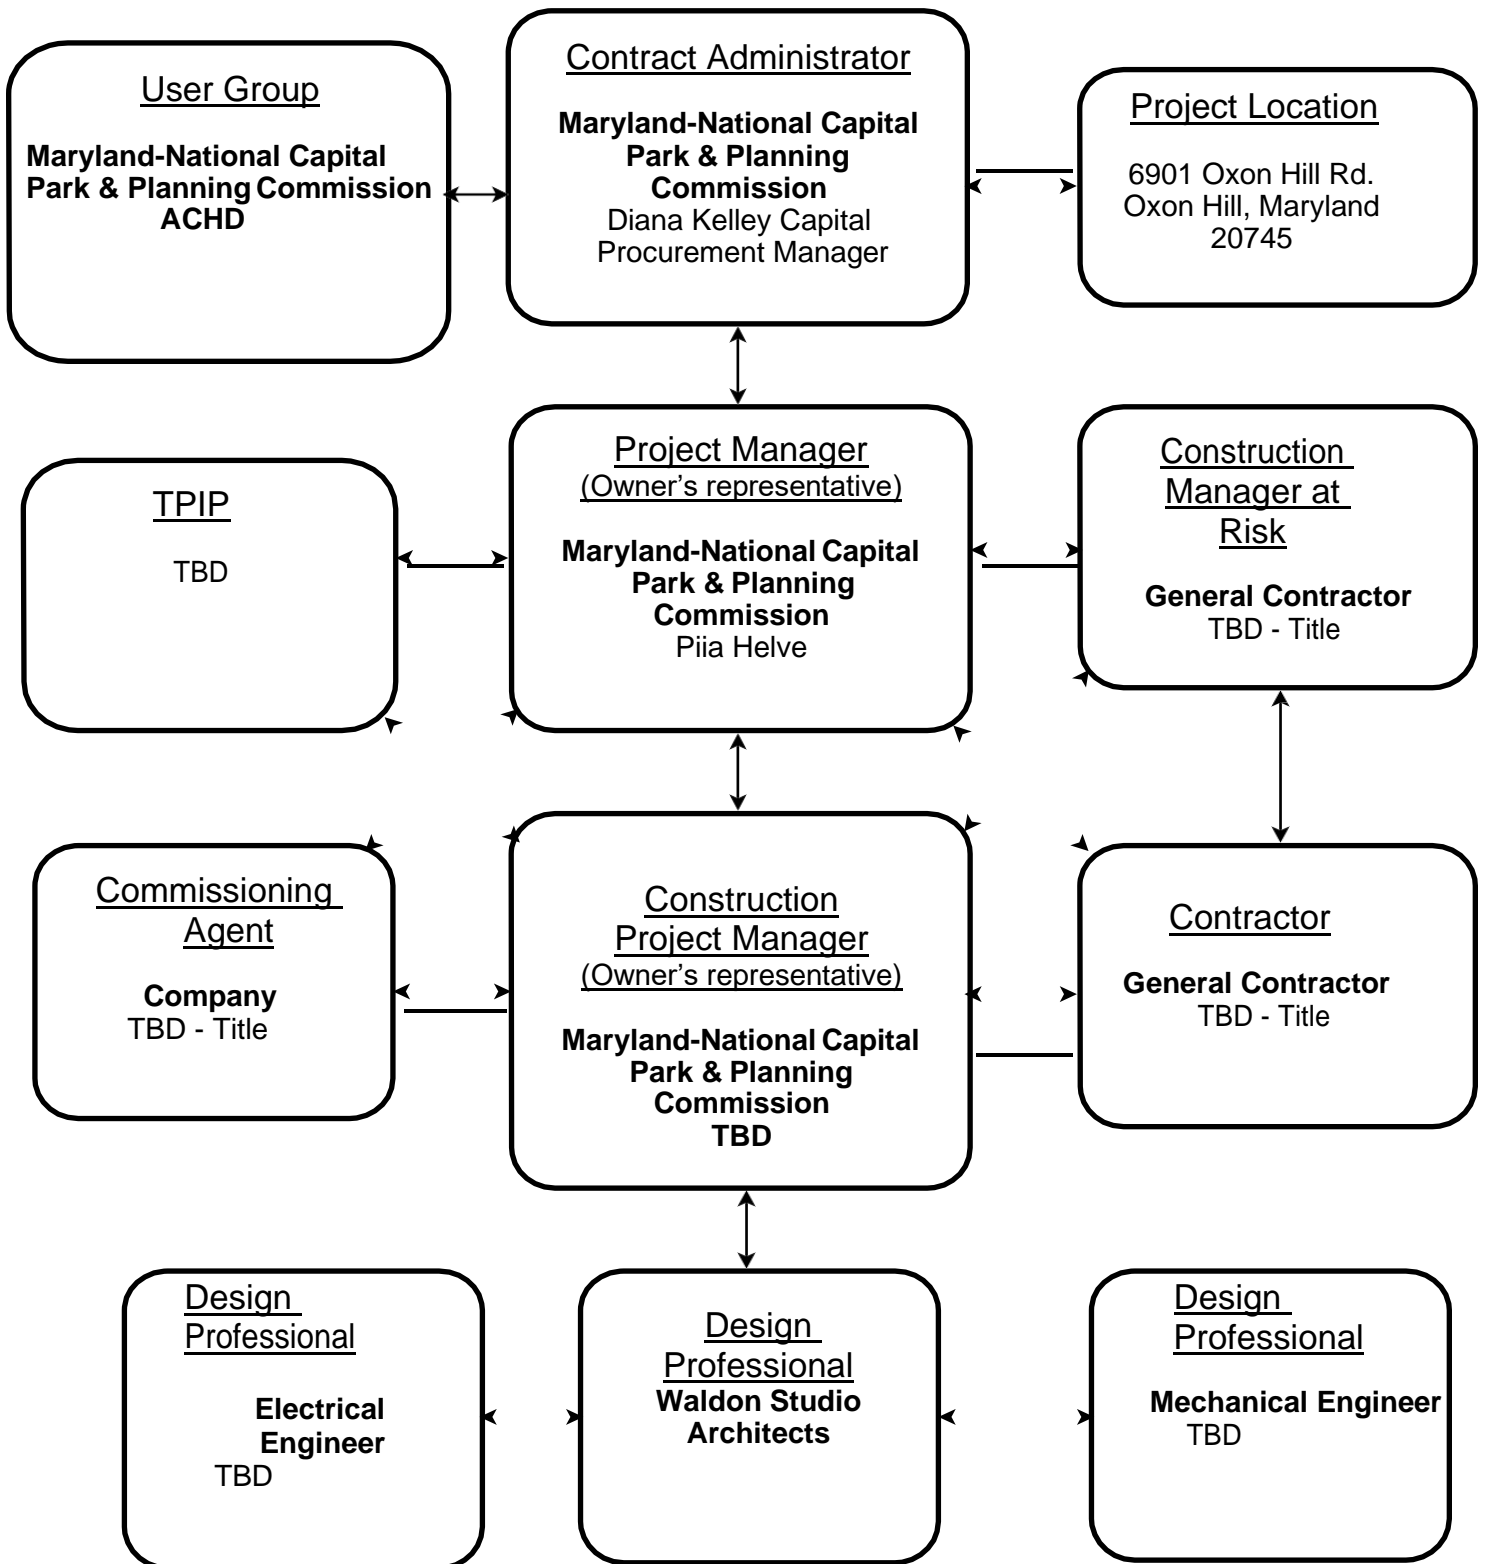 User Group
Maryland-National Capital
Park & Planning Commission
ACHD
Contract Administrator
Maryland-National Capital
Park & Planning
Commission
Diana Kelley Capital
Procurement Manager
Project Location
6901 Oxon Hill Rd.
Oxon Hill, Maryland
20745
TPIP
TBD
Project Manager
(Owner's representative)
Maryland-National Capital
Park & Planning
Commission
Piia Helve
Construction
Manager at
Risk
General Contractor
TBD - Title
Commissioning
Agent
Company
TBD - Title
Construction
Project Manager
(Owner's representative)
Maryland-National Capital
Park & Planning
Commission
TBD
Contractor
General Contractor
TBD - Title
Design
Professional
Electrical
Engineer
TBD
Design
Professional
Waldon Studio
Architects
Design
Professional
Mechanical Engineer
TBD